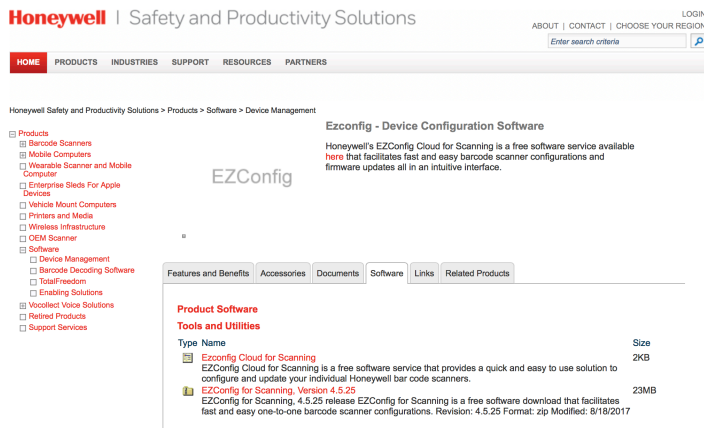 Honeywell | Safety and Productivity Solutions
LOGIN
ABOUT | CONTACT | CHOOSE YOUR REGION
Enter search criteria
HOME PRODUCTS INDUSTRIES SUPPORT RESOURCES PARTNERS
Honeywell Safety and Productivity Solutions > Products > Software > Device Management
Products
Barcode Scanners
Mobile Computers
Wearable Scanner and Mobile
Computer
Enterprise Sleds For Apple
Devices
Vehicle Mount Computers
Printers and Media
Wireless Infrastructure
OEM Scanner
Software
Device Management
Barcode Decoding Software
TotalFreedom
Enabling Solutions
Vocollect Voice Solutions
Retired Products
Support Services
EZConfig
Ezconfig - Device Configuration Software
Honeywell's EZConfig Cloud for Scanning is a free software service available
here that facilitates fast and easy barcode scanner configurations and
firmware updates all in an intuitive interface.
Features and Benefits Accessories Documents Software Links Related Products
Product Software
Tools and Utilities
Type Name Size
Ezconfig Cloud for Scanning 2KB
EZConfig Cloud for Scanning is a free software service that provides a quick and easy to use solution to
configure and update your individual Honeywell bar code scanners.
EZConfig for Scanning, Version 4.5.25 23MB
EZConfig for Scanning, 4.5.25 release EZConfig for Scanning is a free software download that facilitates
fast and easy one-to-one barcode scanner configurations. Revision: 4.5.25 Format: zip Modified: 8/18/2017